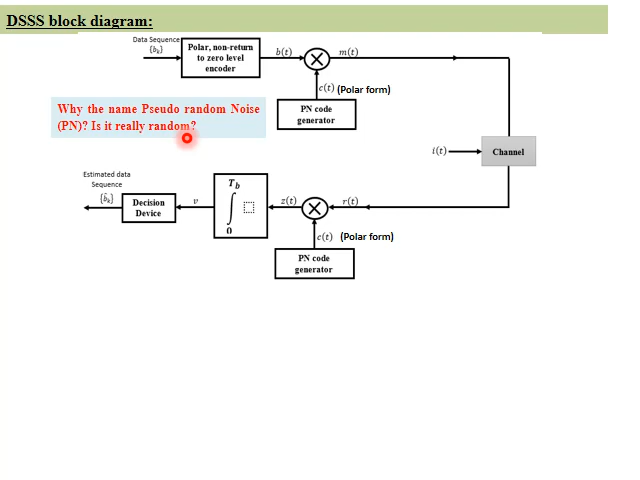 DSSS block diagram:
Data Sequence
{bₖ}
Polar, non-return
to zero level
encoder
b(t)
m(t)
c(t) (Polar form)
PN code
generator
Why the name Pseudo random Noise
(PN)? Is it really random?
i(t)
Channel
Estimated data
Sequence
{b̂ₖ}
Decision
Device
v
T_b
∫
0
z(t)
r(t)
c(t) (Polar form)
PN code
generator